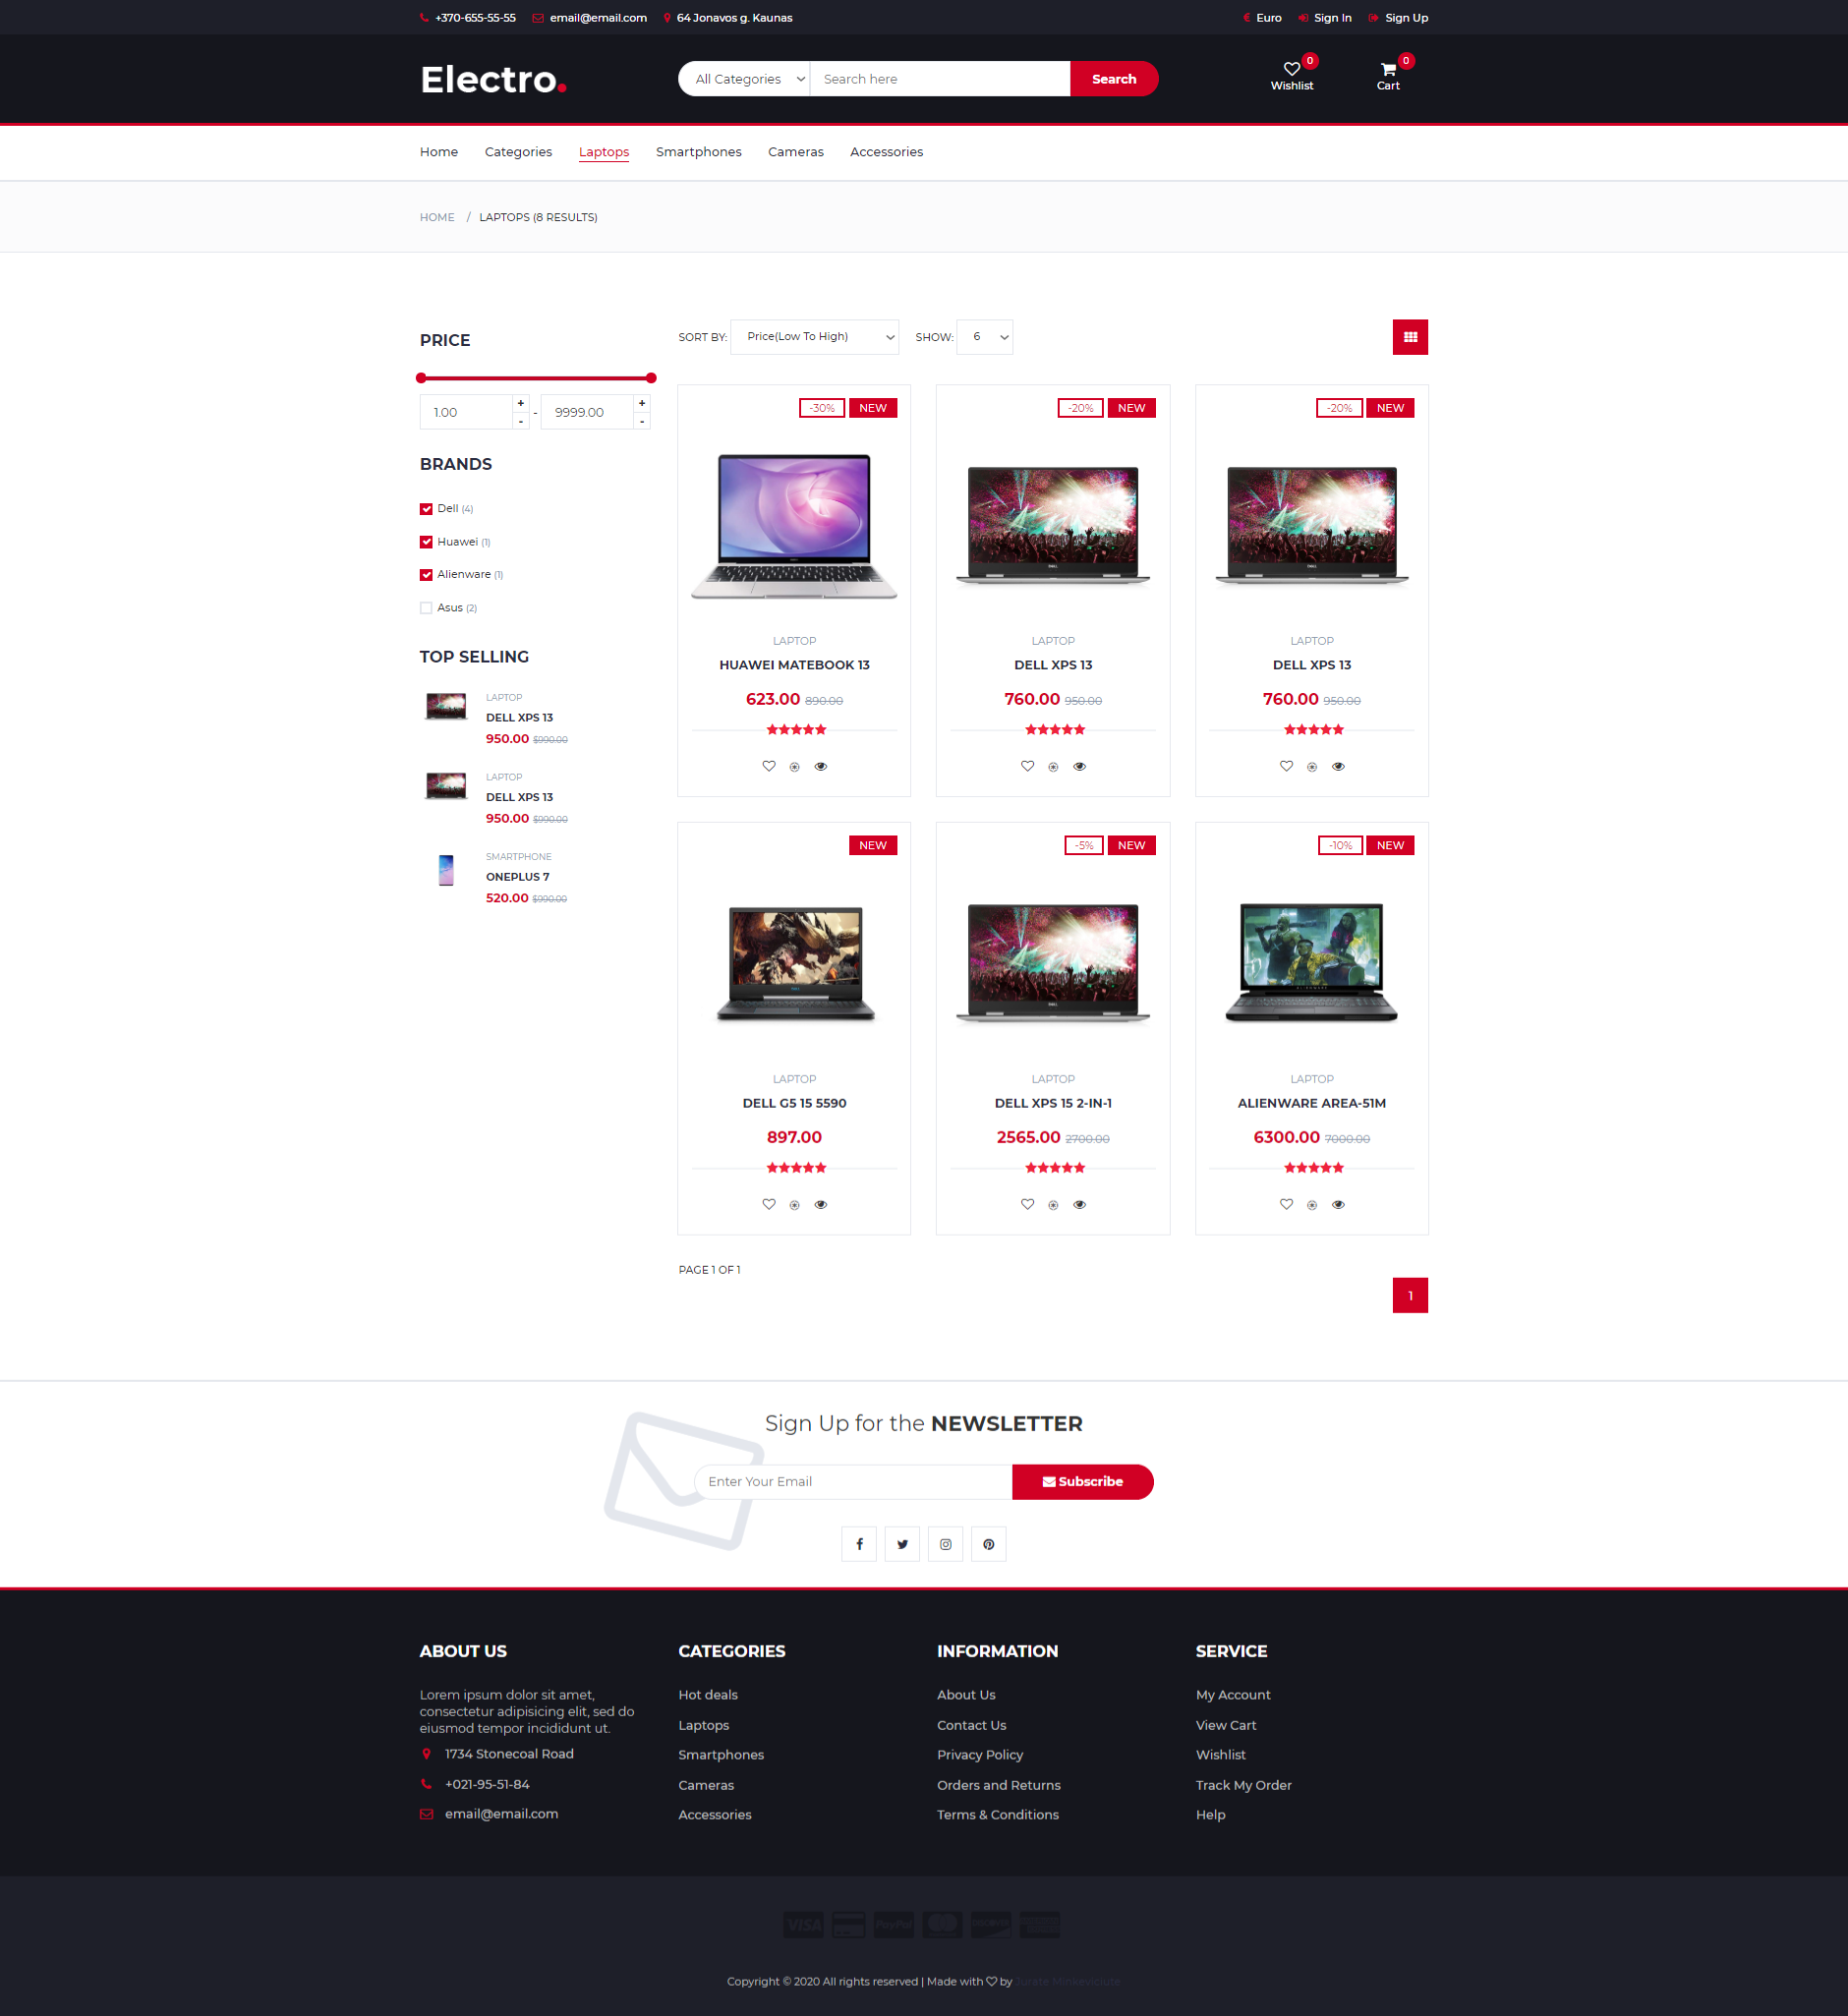 +370-655-55-55 email@email.com 64 Jonavos g. Kaunas
€ Euro Sign In Sign Up
Electro.
All Categories Search here Search
0
Wishlist
0
Cart
Home Categories Laptops Smartphones Cameras Accessories
HOME / LAPTOPS (8 RESULTS)
PRICE
1.00 + - - 9999.00 + -
BRANDS
Dell (4)
Huawei (1)
Alienware (1)
Asus (2)
TOP SELLING
LAPTOP
DELL XPS 13
950.00 $990.00
LAPTOP
DELL XPS 13
950.00 $990.00
SMARTPHONE
ONEPLUS 7
520.00 $990.00
SORT BY: Price(Low To High) SHOW: 6
-30% NEW
LAPTOP
HUAWEI MATEBOOK 13
623.00 890.00
-20% NEW
LAPTOP
DELL XPS 13
760.00 950.00
-20% NEW
LAPTOP
DELL XPS 13
760.00 950.00
NEW
LAPTOP
DELL G5 15 5590
897.00
-5% NEW
LAPTOP
DELL XPS 15 2-IN-1
2565.00 2700.00
-10% NEW
ALIENWARE
LAPTOP
ALIENWARE AREA-51M
6300.00 7000.00
PAGE 1 OF 1
1
Sign Up for the NEWSLETTER
Enter Your Email Subscribe
ABOUT US
Lorem ipsum dolor sit amet,
consectetur adipisicing elit, sed do
eiusmod tempor incididunt ut.
1734 Stonecoal Road
+021-95-51-84
email@email.com
CATEGORIES
Hot deals
Laptops
Smartphones
Cameras
Accessories
INFORMATION
About Us
Contact Us
Privacy Policy
Orders and Returns
Terms & Conditions
SERVICE
My Account
View Cart
Wishlist
Track My Order
Help
VISA PayPal DISCOVER
Copyright © 2020 All rights reserved | Made with by